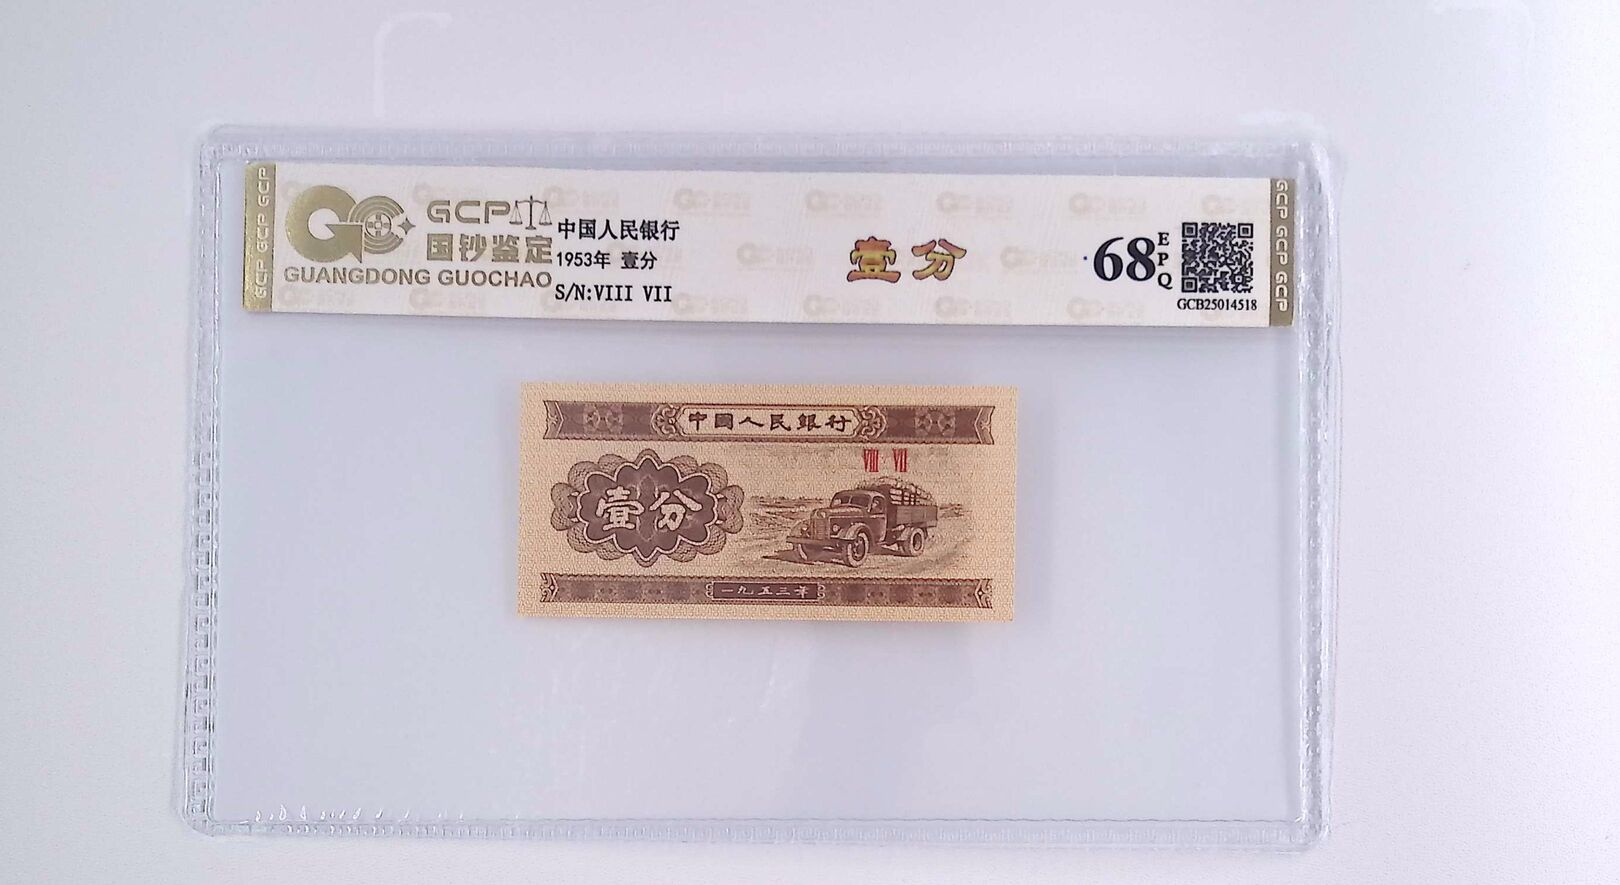 GCP
国钞鉴定
GUANGDONG GUOCHAO
中国人民银行
1953年 壹分
S/N:VIII VII
壹分
68
EPQ
GCB25014518
GCP GCP GCP
GCP GCP GCP
中國人民銀行
VIII VII
壹分
一九五三年